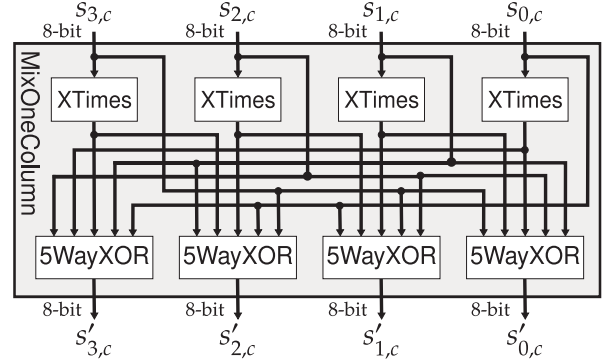 s3,c s2,c s1,c s0,c
8-bit 8-bit 8-bit 8-bit
MixOneColumn
XTimes XTimes XTimes XTimes
5WayXOR 5WayXOR 5WayXOR 5WayXOR
8-bit 8-bit 8-bit 8-bit
s′3,c s′2,c s′1,c s′0,c